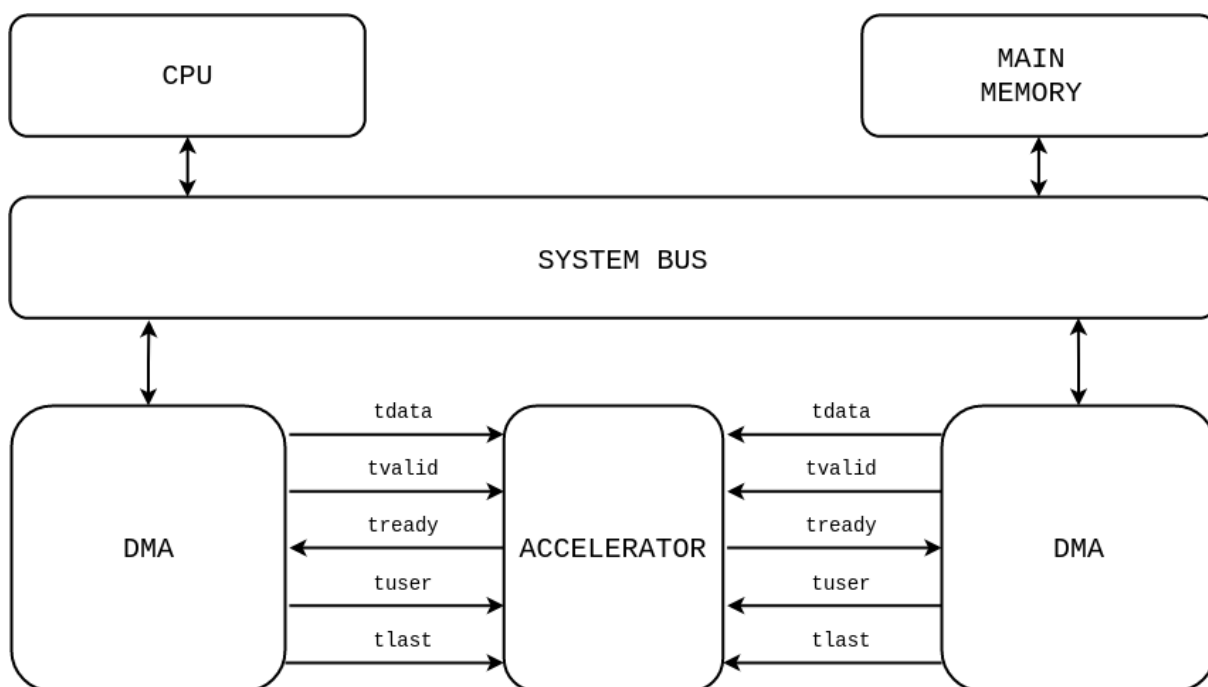 CPU
MAIN
MEMORY
SYSTEM BUS
tdata
tdata
tvalid
tvalid
tready
tready
DMA
ACCELERATOR
DMA
tuser
tuser
tlast
tlast